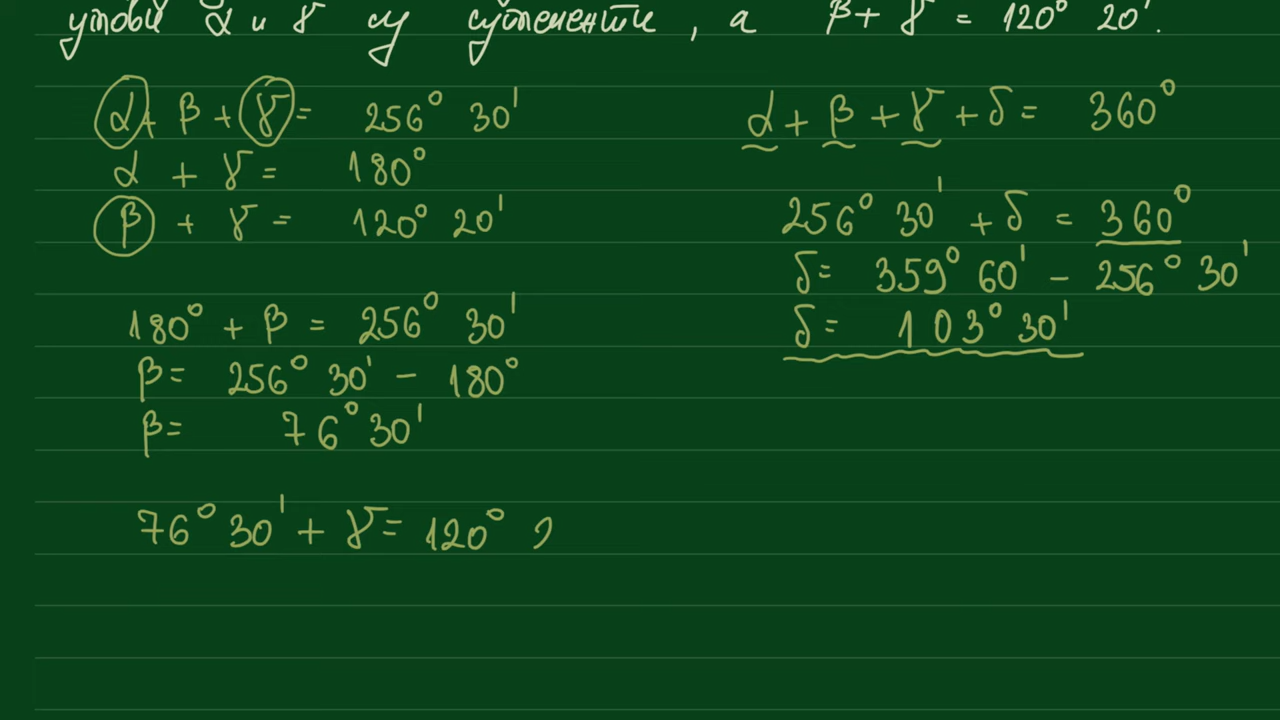 углови α и γ су суплементни, а β + γ = 120° 20'.
α + β + γ = 256° 30'
α + γ = 180°
β + γ = 120° 20'
180° + β = 256° 30'
β = 256° 30' - 180°
β = 76° 30'
76° 30' + γ = 120° 2
α + β + γ + δ = 360°
256° 30' + δ = 360°
δ = 359° 60' - 256° 30'
δ = 103° 30'